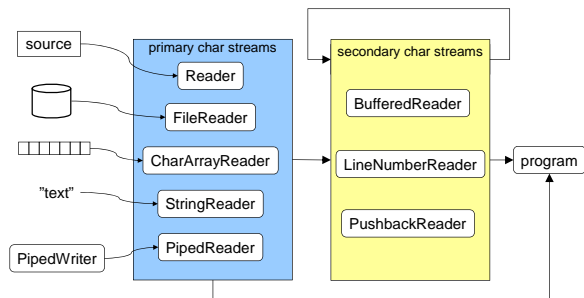 source
primary char streams
secondary char streams
Reader
BufferedReader
FileReader
CharArrayReader
LineNumberReader
program
"text"
StringReader
PushbackReader
PipedWriter
PipedReader